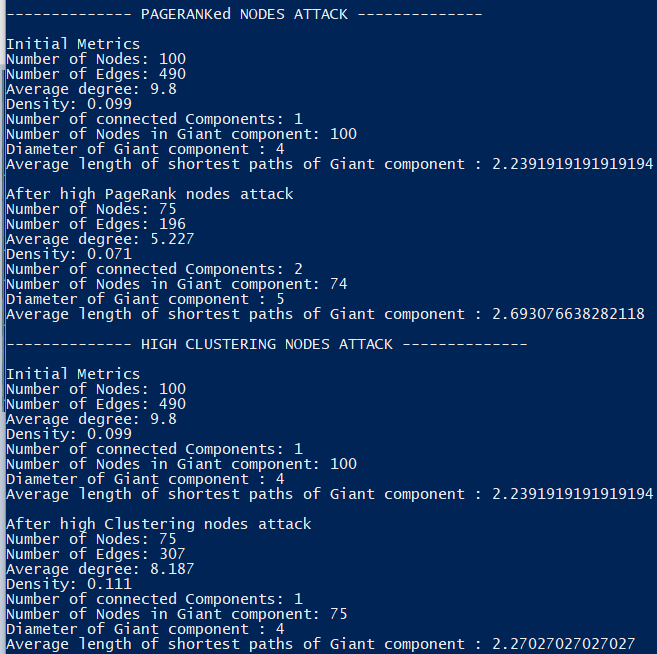 -------------- PAGERANKed NODES ATTACK --------------
Initial Metrics
Number of Nodes: 100
Number of Edges: 490
Average degree: 9.8
Density: 0.099
Number of connected Components: 1
Number of Nodes in Giant component: 100
Diameter of Giant component : 4
Average length of shortest paths of Giant component : 2.2391919191919194
After high PageRank nodes attack
Number of Nodes: 75
Number of Edges: 196
Average degree: 5.227
Density: 0.071
Number of connected Components: 2
Number of Nodes in Giant component: 74
Diameter of Giant component : 5
Average length of shortest paths of Giant component : 2.693076638282118
-------------- HIGH CLUSTERING NODES ATTACK --------------
Initial Metrics
Number of Nodes: 100
Number of Edges: 490
Average degree: 9.8
Density: 0.099
Number of connected Components: 1
Number of Nodes in Giant component: 100
Diameter of Giant component : 4
Average length of shortest paths of Giant component : 2.2391919191919194
After high Clustering nodes attack
Number of Nodes: 75
Number of Edges: 307
Average degree: 8.187
Density: 0.111
Number of connected Components: 1
Number of Nodes in Giant component: 75
Diameter of Giant component : 4
Average length of shortest paths of Giant component : 2.27027027027027